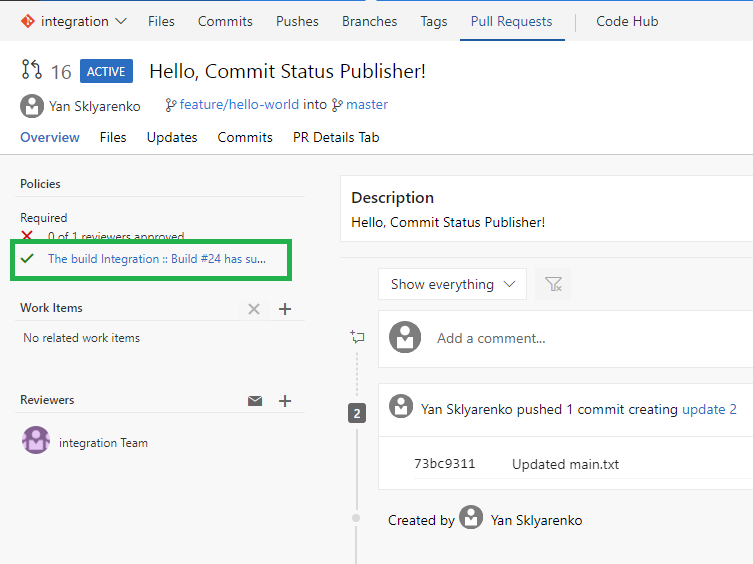 integration Files Commits Pushes Branches Tags Pull Requests Code Hub
16 ACTIVE Hello, Commit Status Publisher!
Yan Sklyarenko feature/hello-world into master
Overview Files Updates Commits PR Details Tab
Policies
Required
0 of 1 reviewers approved
The build Integration :: Build #24 has su...
Work Items
No related work items
Reviewers
integration Team
Description
Hello, Commit Status Publisher!
Show everything
Add a comment...
2 Yan Sklyarenko pushed 1 commit creating update 2
73bc9311 Updated main.txt
Created by Yan Sklyarenko